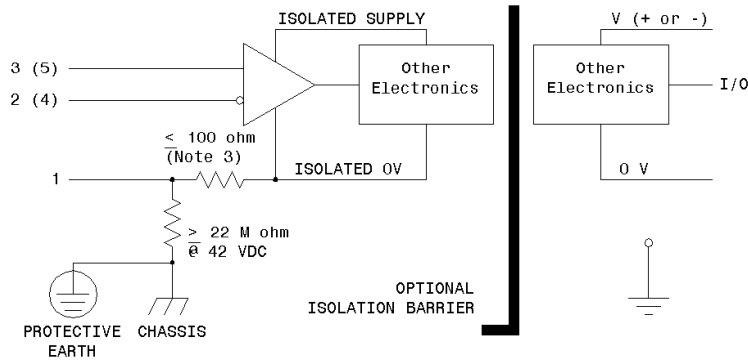 ISOLATED SUPPLY
V (+ or -)
3 (5)
Other
Electronics
Other
Electronics
I/O
2 (4)
≤ 100 ohm
(Note 3)
1
ISOLATED 0V
0 V
≥ 22 M ohm
@ 42 VDC
OPTIONAL
ISOLATION BARRIER
PROTECTIVE
EARTH
CHASSIS